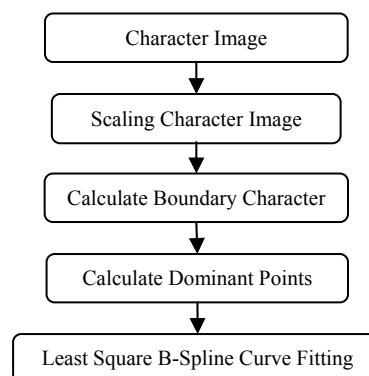 Character Image
Scaling Character Image
Calculate Boundary Character
Calculate Dominant Points
Least Square B-Spline Curve Fitting